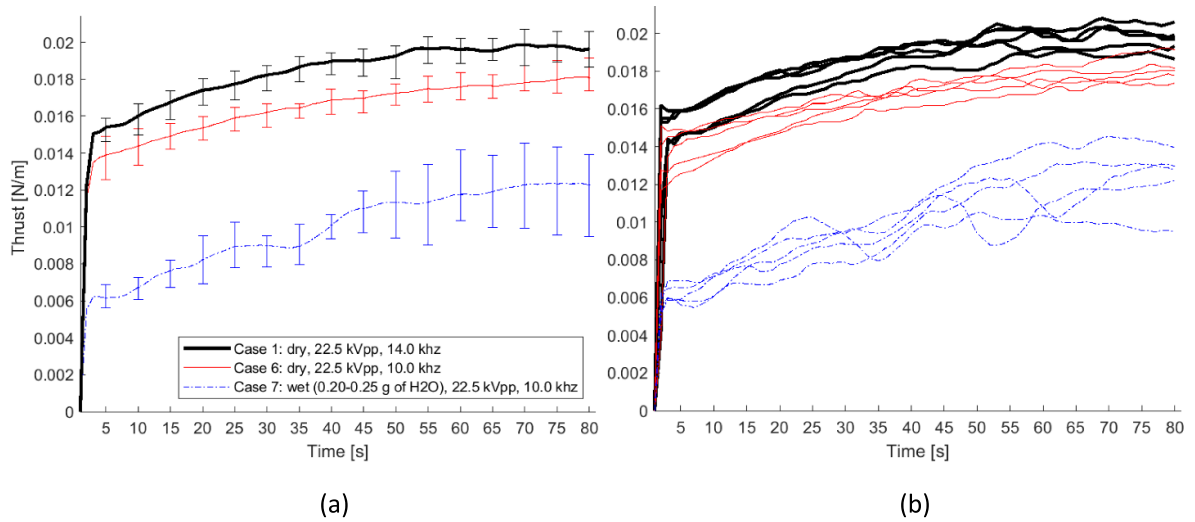 0.02
0.018
0.016
0.014
0.012
0.01
0.008
0.006
0.004
0.002
0
Thrust [N/m]
5 10 15 20 25 30 35 40 45 50 55 60 65 70 75 80
Time [s]
Case 1: dry, 22.5 kVpp, 14.0 khz
Case 6: dry, 22.5 kVpp, 10.0 khz
Case 7: wet (0.20-0.25 g of H2O), 22.5 kVpp, 10.0 khz
(a)
0.02
0.018
0.016
0.014
0.012
0.01
0.008
0.006
0.004
0.002
0
5 10 15 20 25 30 35 40 45 50 55 60 65 70 75 80
Time [s]
(b)